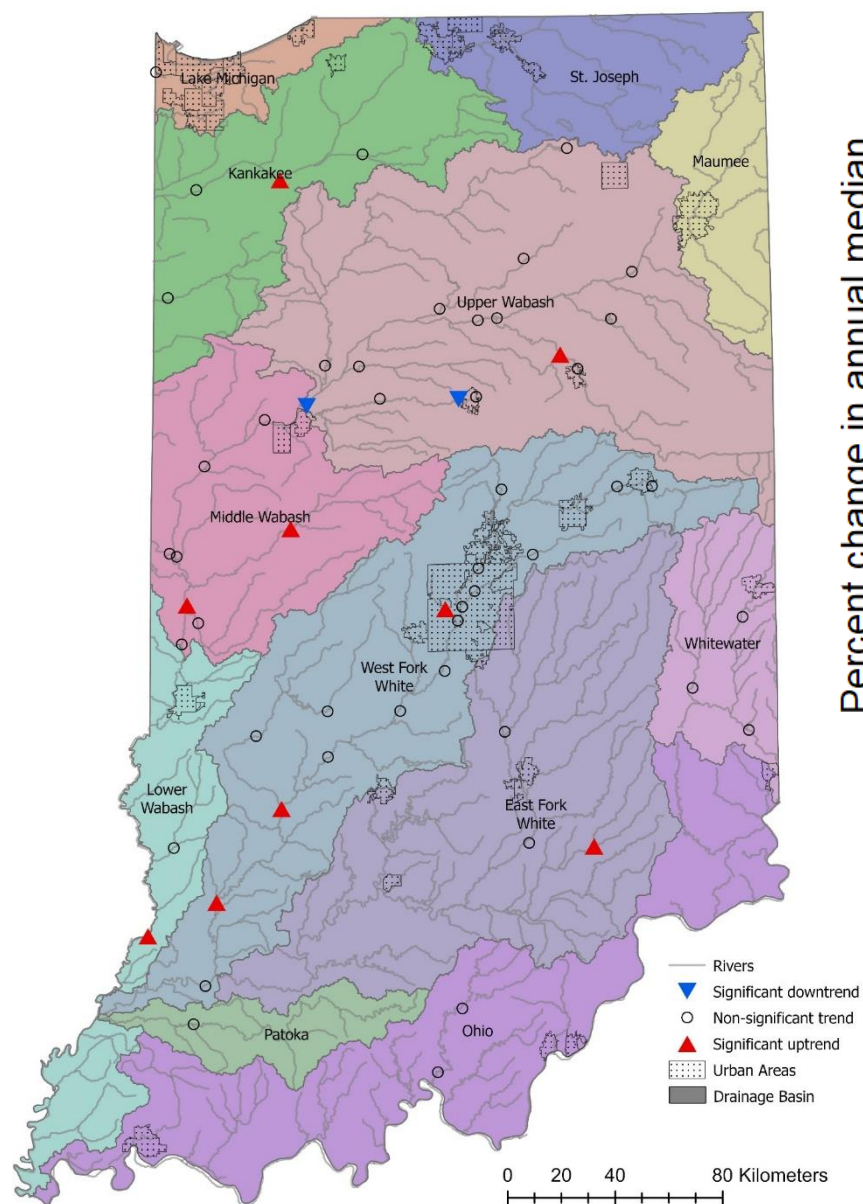 Lake Michigan
St. Joseph
Maumee
Kankakee
Upper Wabash
Middle Wabash
Whitewater
West Fork
White
Lower
Wabash
East Fork
White
Patoka
Ohio
Rivers
Significant downtrend
Non-significant trend
Significant uptrend
Urban Areas
Drainage Basin
0 20 40 80 Kilometers
Percent change in annual median